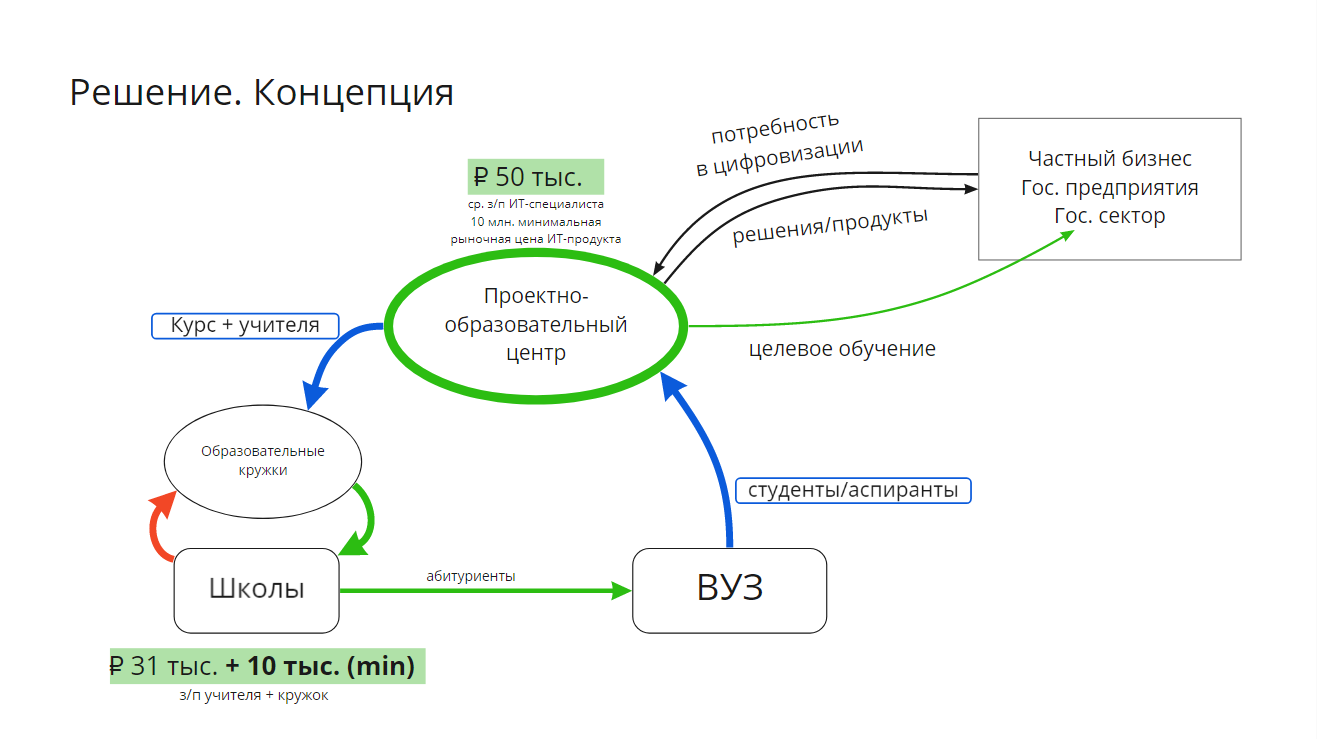 Решение. Концепция
потребность
в цифровизации
Частный бизнес
Гос. предприятия
Гос. сектор
₽ 50 тыс.
ср. з/п ИТ-специалиста
10 млн. минимальная
рыночная цена ИТ-продукта
решения/продукты
Проектно-
образовательный
центр
Курс + учителя
целевое обучение
Образовательные
кружки
студенты/аспиранты
абитуриенты
Школы
ВУЗ
₽ 31 тыс. + 10 тыс. (min)
з/п учителя + кружок